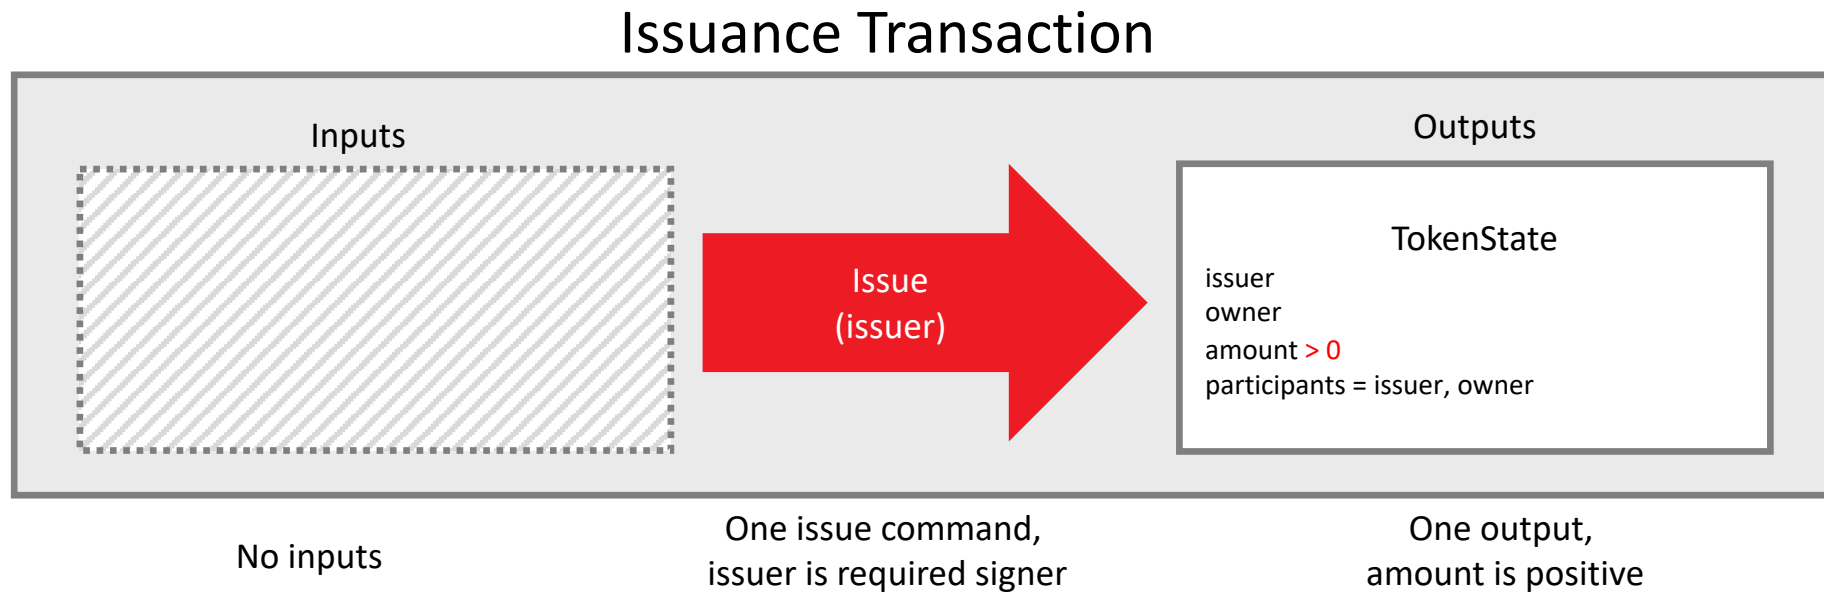 Issuance Transaction
Inputs
Outputs
Issue
(issuer)
TokenState
issuer
owner
amount > 0
participants = issuer, owner
No inputs
One issue command,
issuer is required signer
One output,
amount is positive